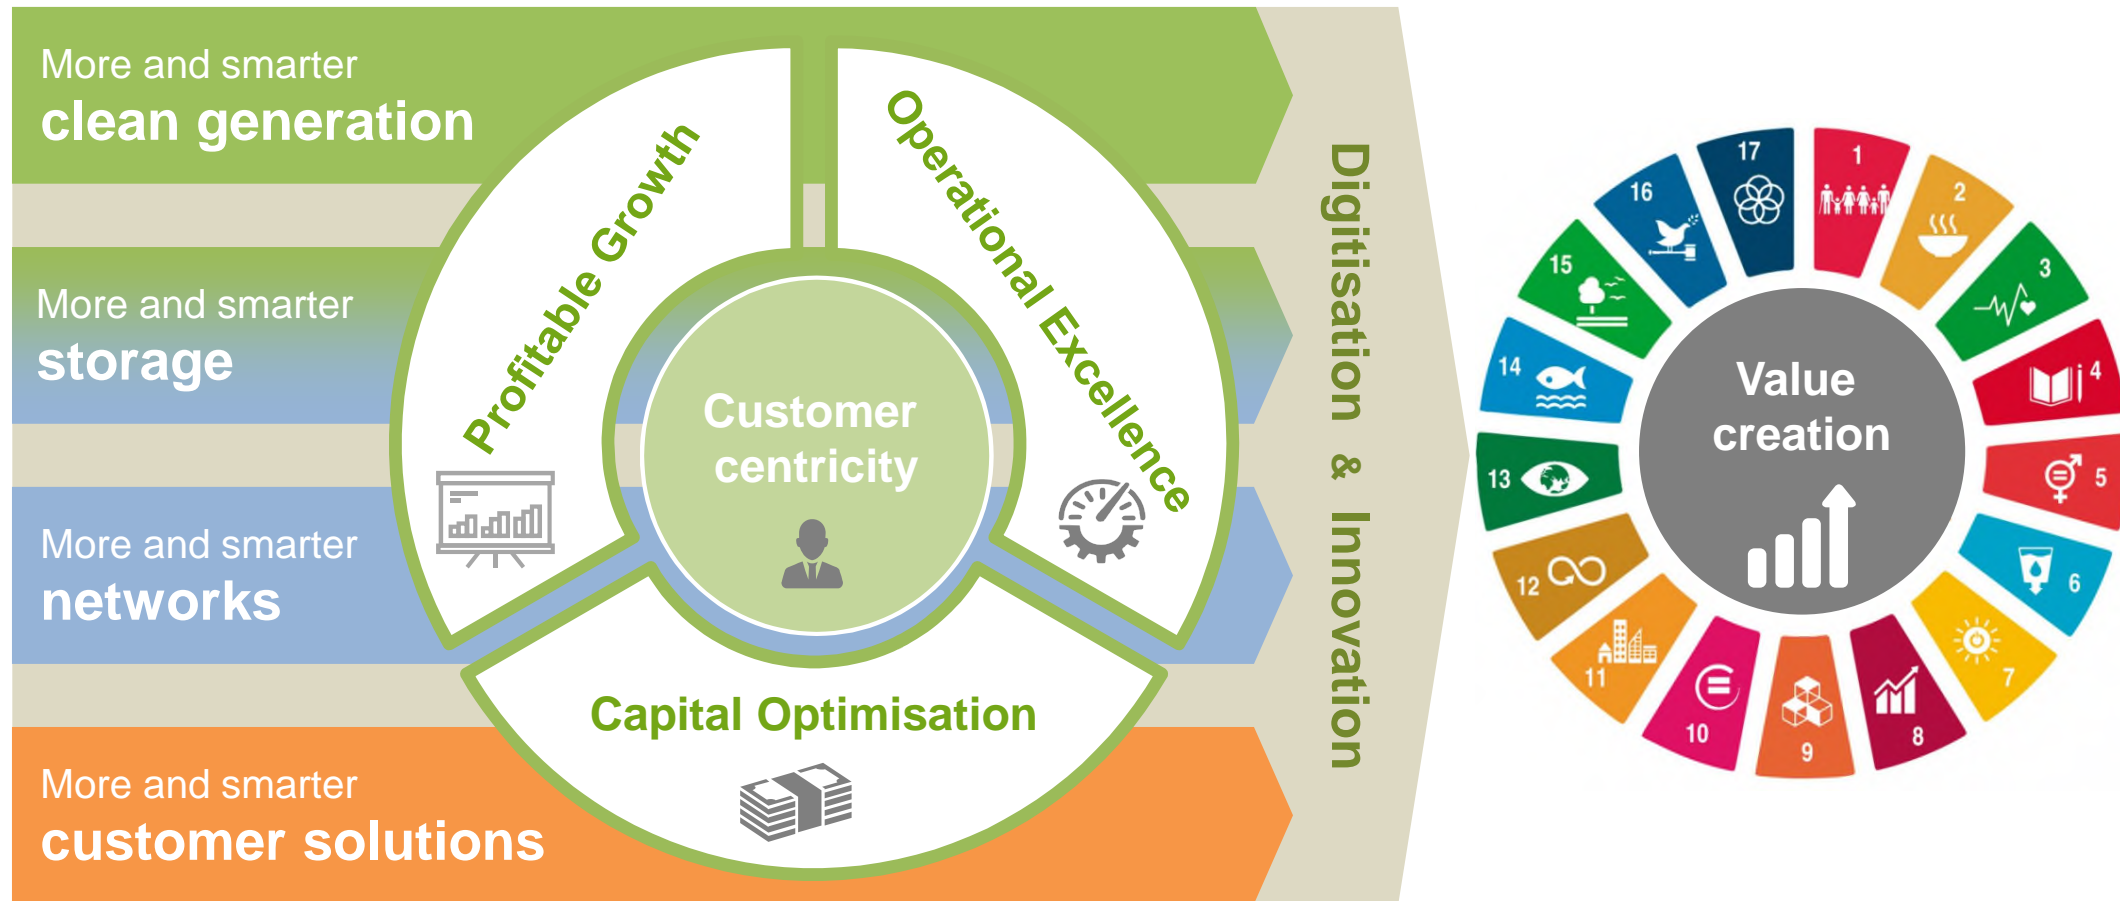 More and smarter
clean generation
More and smarter
storage
More and smarter
networks
More and smarter
customer solutions
Profitable Growth
Operational Excellence
Customer
centricity
Capital Optimisation
Digitisation & Innovation
Value
creation
1
2
3
4
5
6
7
8
9
10
11
12
13
14
15
16
17